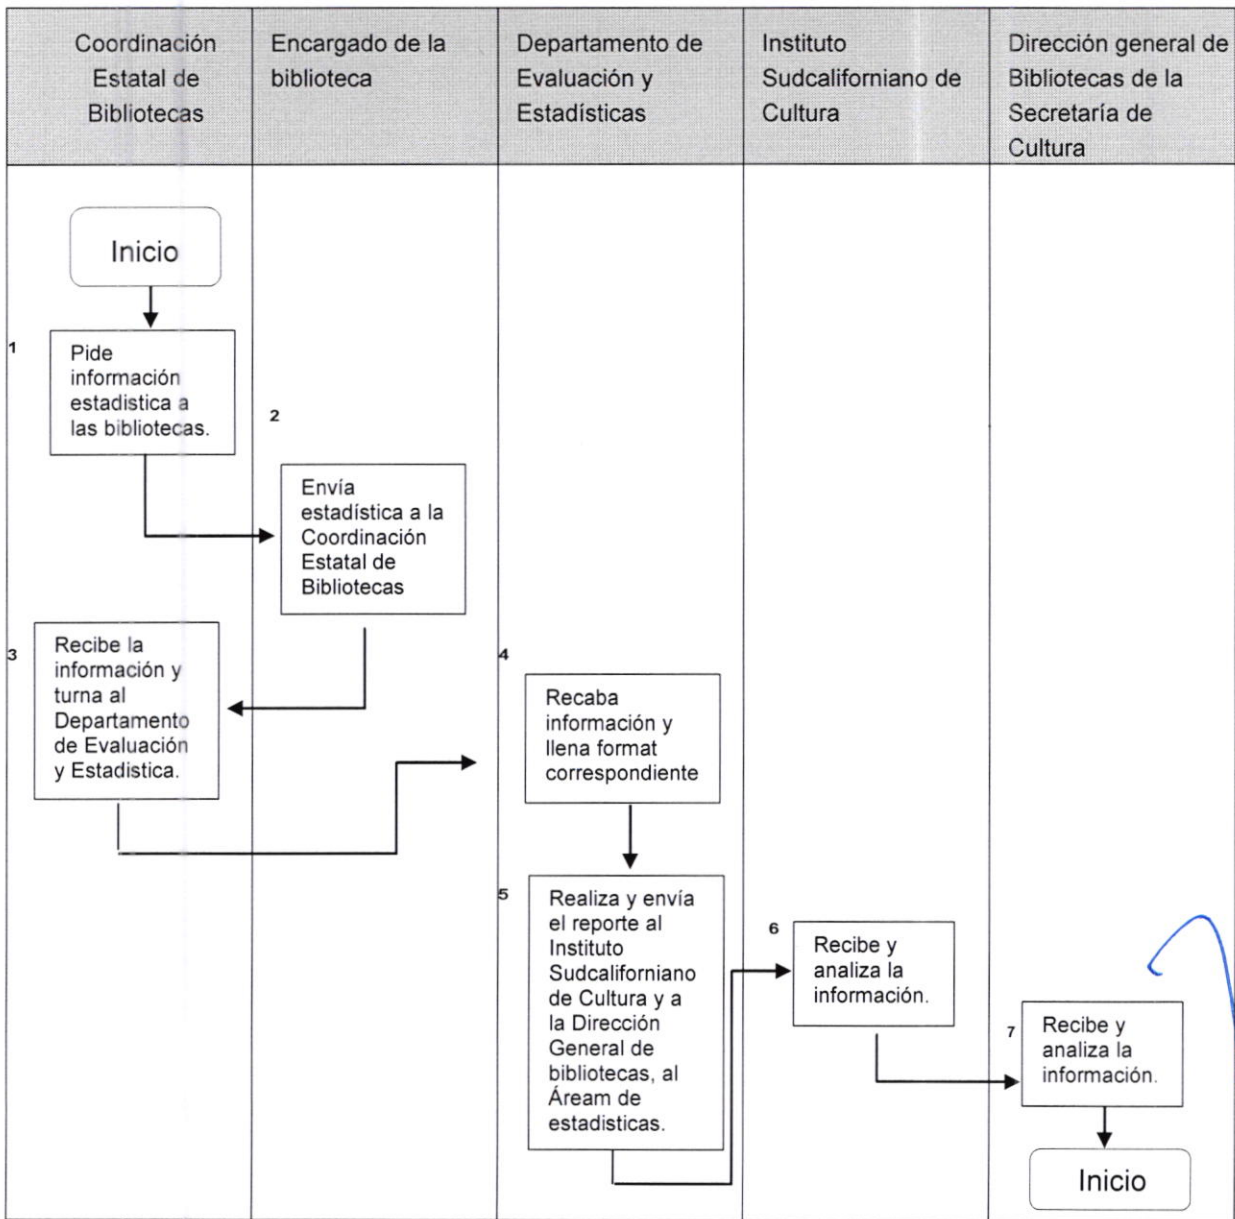 Coordinación
Estatal de
Bibliotecas
Encargado de la
biblioteca
Departamento de
Evaluación y
Estadísticas
Instituto
Sudcaliforniano de
Cultura
Dirección general de
Bibliotecas de la
Secretaría de
Cultura
Inicio
1
Pide
información
estadistica a
las bibliotecas.
2
Envía
estadística a la
Coordinación
Estatal de
Bibliotecas
3
Recibe la
información y
turna al
Departamento
de Evaluación
y Estadistica.
4
Recaba
información y
llena format
correspondiente
5
Realiza y envía
el reporte al
Instituto
Sudcaliforniano
de Cultura y a
la Dirección
General de
bibliotecas, al
Áream de
estadisticas.
6
Recibe y
analiza la
información.
7
Recibe y
analiza la
información.
Inicio